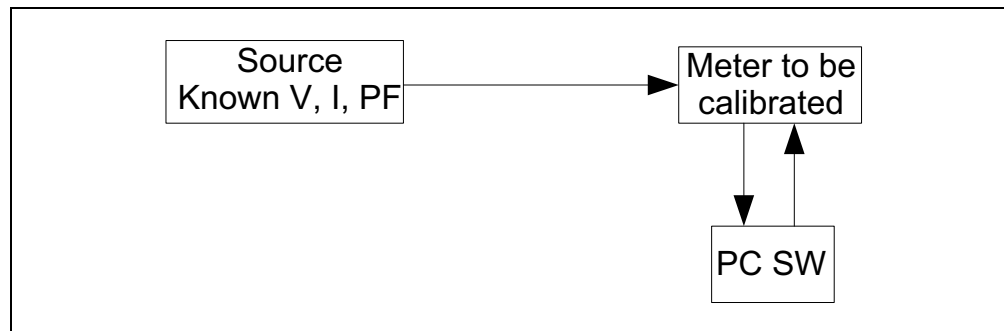 Source
Known V, I, PF
Meter to be
calibrated
PC SW